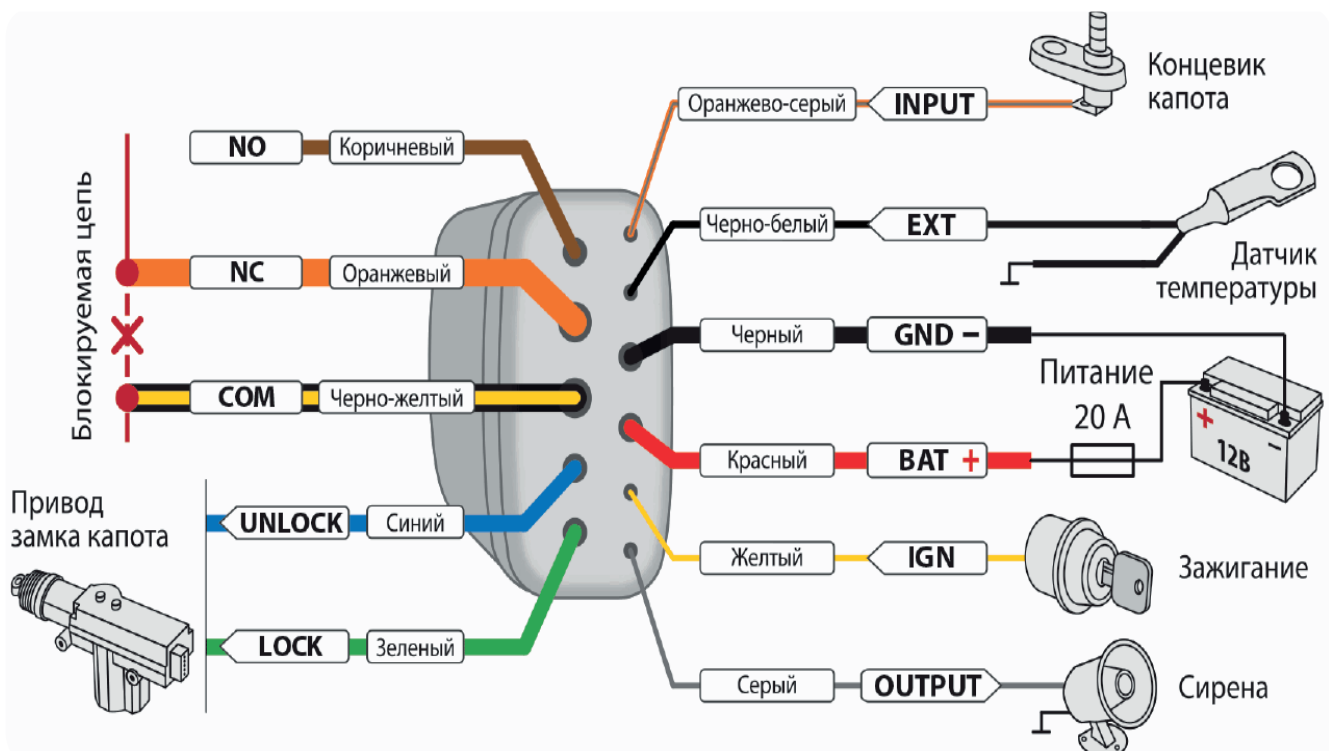 Блокируемая цепь
NO
Коричневый
NC
Оранжевый
COM
Черно-желтый
Привод
замка капота
UNLOCK
Синий
LOCK
Зеленый
Оранжево-серый
INPUT
Концевик
капота
Черно-белый
EXT
Датчик
температуры
Черный
GND −
Питание
20 А
Красный
BAT +
+
−
12В
Желтый
IGN
Зажигание
Серый
OUTPUT
Сирена